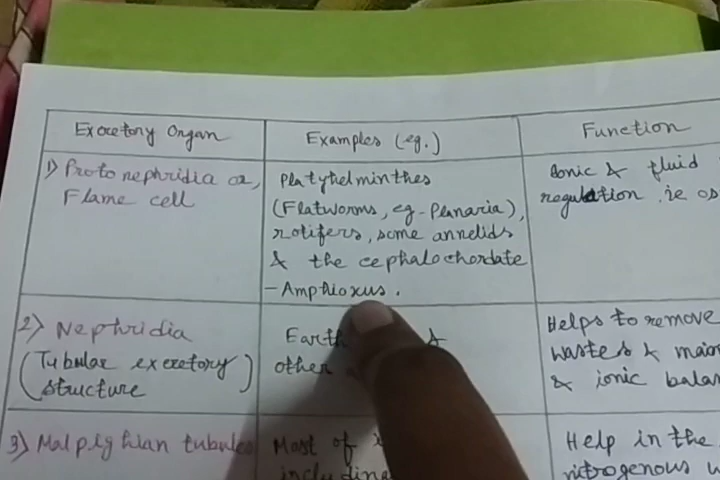 Excretory Organ
Examples (eg.)
Function
1) Protonephridia or,
Flame cell
Platyhelminthes
(Flatworms, eg- Planaria),
rotifers, some annelids
& the cephalochordate
- Amphioxus.
Ionic & fluid
regulation, ie os
2) Nephridia
(Tubular excretory
structure)
Earth &
other
Helps to remove
wastes & main
& ionic balan
3) Malpighian tubules
Most of
includin
Help in the
nitrogenous w